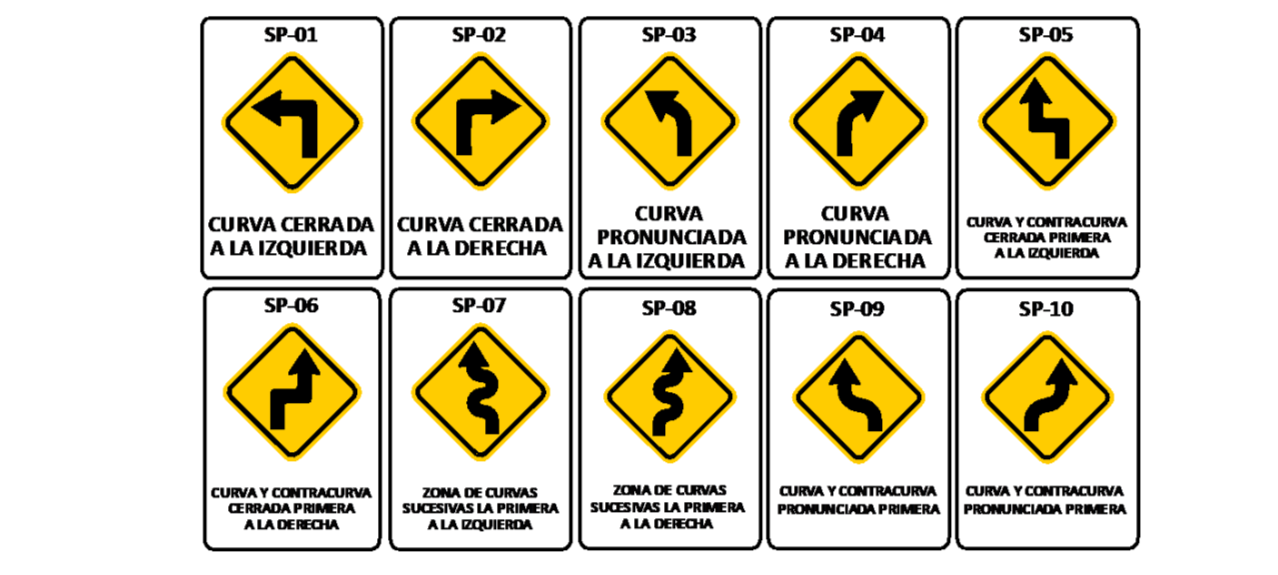 SP-01
CURVA CERRADA
A LA IZQUIERDA
SP-02
CURVA CERRADA
A LA DERECHA
SP-03
CURVA
PRONUNCIADA
A LA IZQUIERDA
SP-04
CURVA
PRONUNCIADA
A LA DERECHA
SP-05
CURVA Y CONTRACURVA
CERRADA PRIMERA
A LA IZQUIERDA
SP-06
CURVA Y CONTRACURVA
CERRADA PRIMERA
A LA DERECHA
SP-07
ZONA DE CURVAS
SUCESIVAS LA PRIMERA
A LA IZQUIERDA
SP-08
ZONA DE CURVAS
SUCESIVAS LA PRIMERA
A LA DERECHA
SP-09
CURVA Y CONTRACURVA
PRONUNCIADA PRIMERA
SP-10
CURVA Y CONTRACURVA
PRONUNCIADA PRIMERA